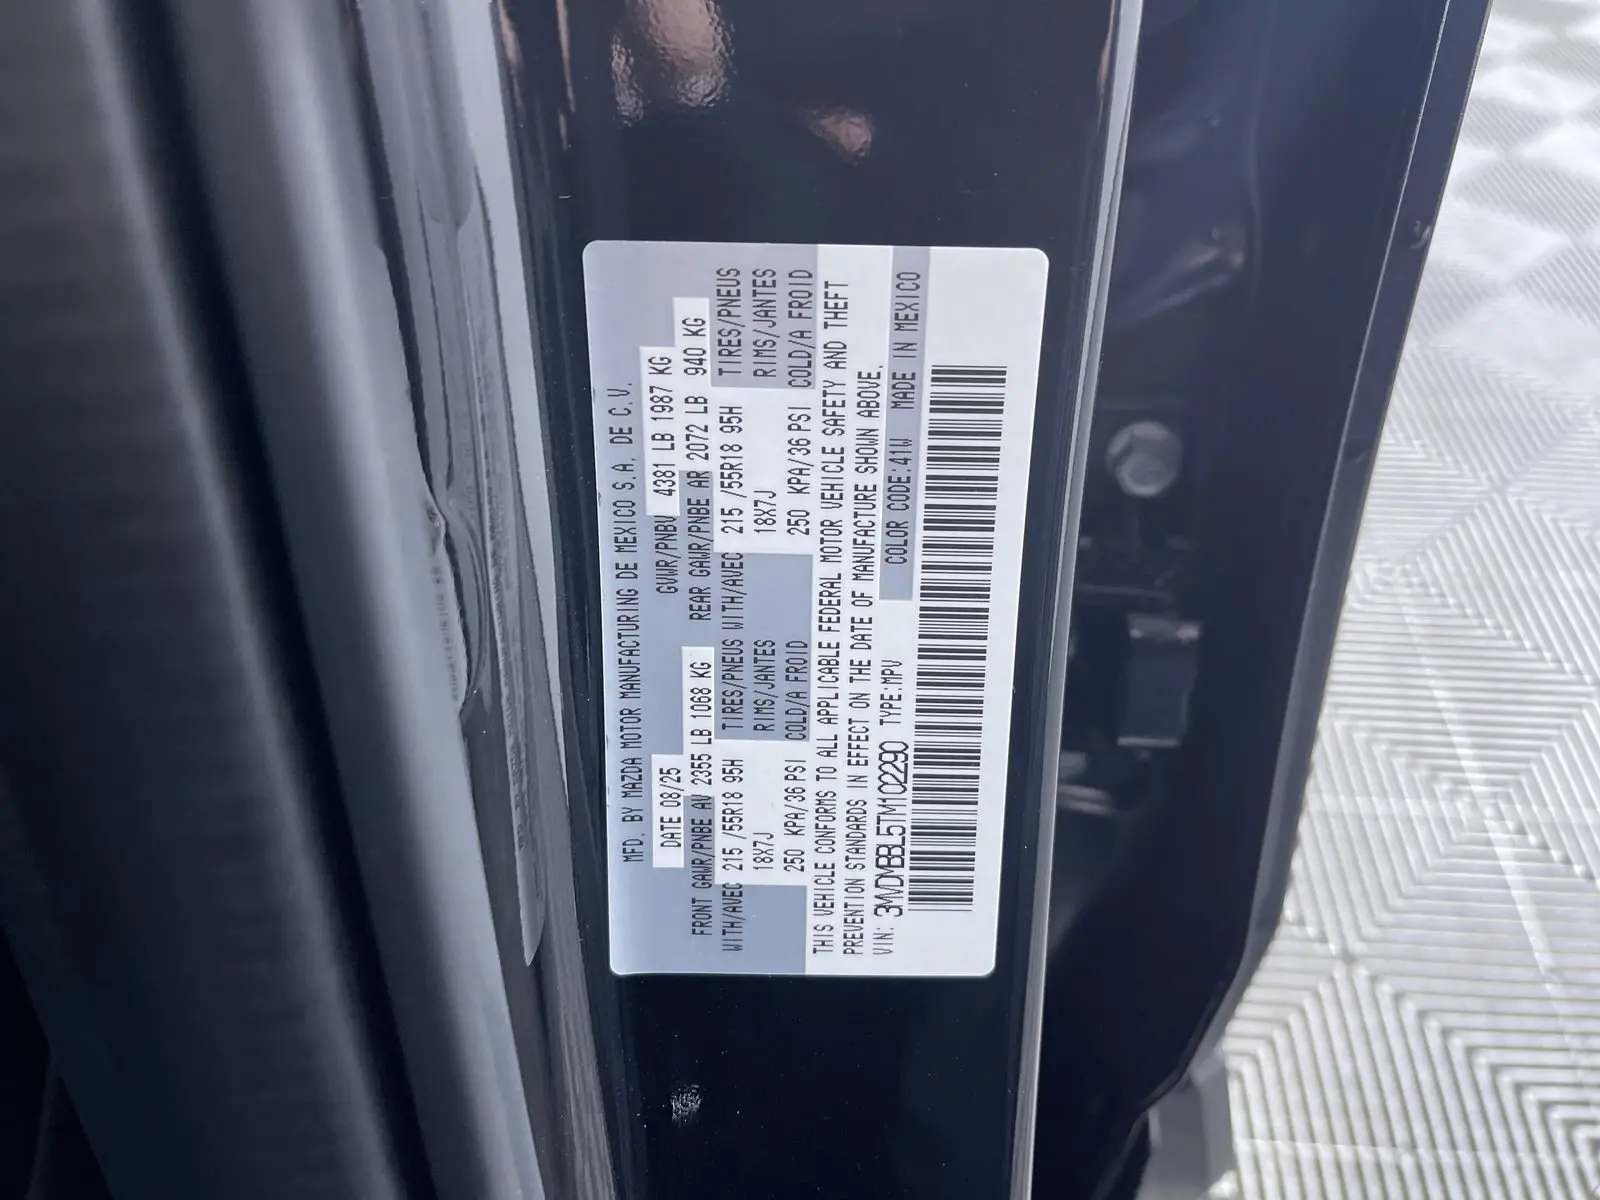 MFD. BY MAZDA MOTOR MANUFACTURING DE MEXICO S.A. DE C.V.
DATE 08/25 GVWR/PNBV 4381 LB 1987 KG
FRONT GAWR/PNBE AV 2355 LB 1068 KG REAR GAWR/PNBE AR 2072 LB 940 KG
WITH/AVEC 215 /55R18 95H TIRES/PNEUS WITH/AVEC 215 /55R18 95H TIRES/PNEUS
18X7J RIMS/JANTES 18X7J RIMS/JANTES
250 KPA/36 PSI COLD/A FROID 250 KPA/36 PSI COLD/A FROID
THIS VEHICLE CONFORMS TO ALL APPLICABLE FEDERAL MOTOR VEHICLE SAFETY AND THEFT
PREVENTION STANDARDS IN EFFECT ON THE DATE OF MANUFACTURE SHOWN ABOVE.
VIN: 3MVDMBBL5TM102290 TYPE:MPV COLOR CODE:41W MADE IN MEXICO